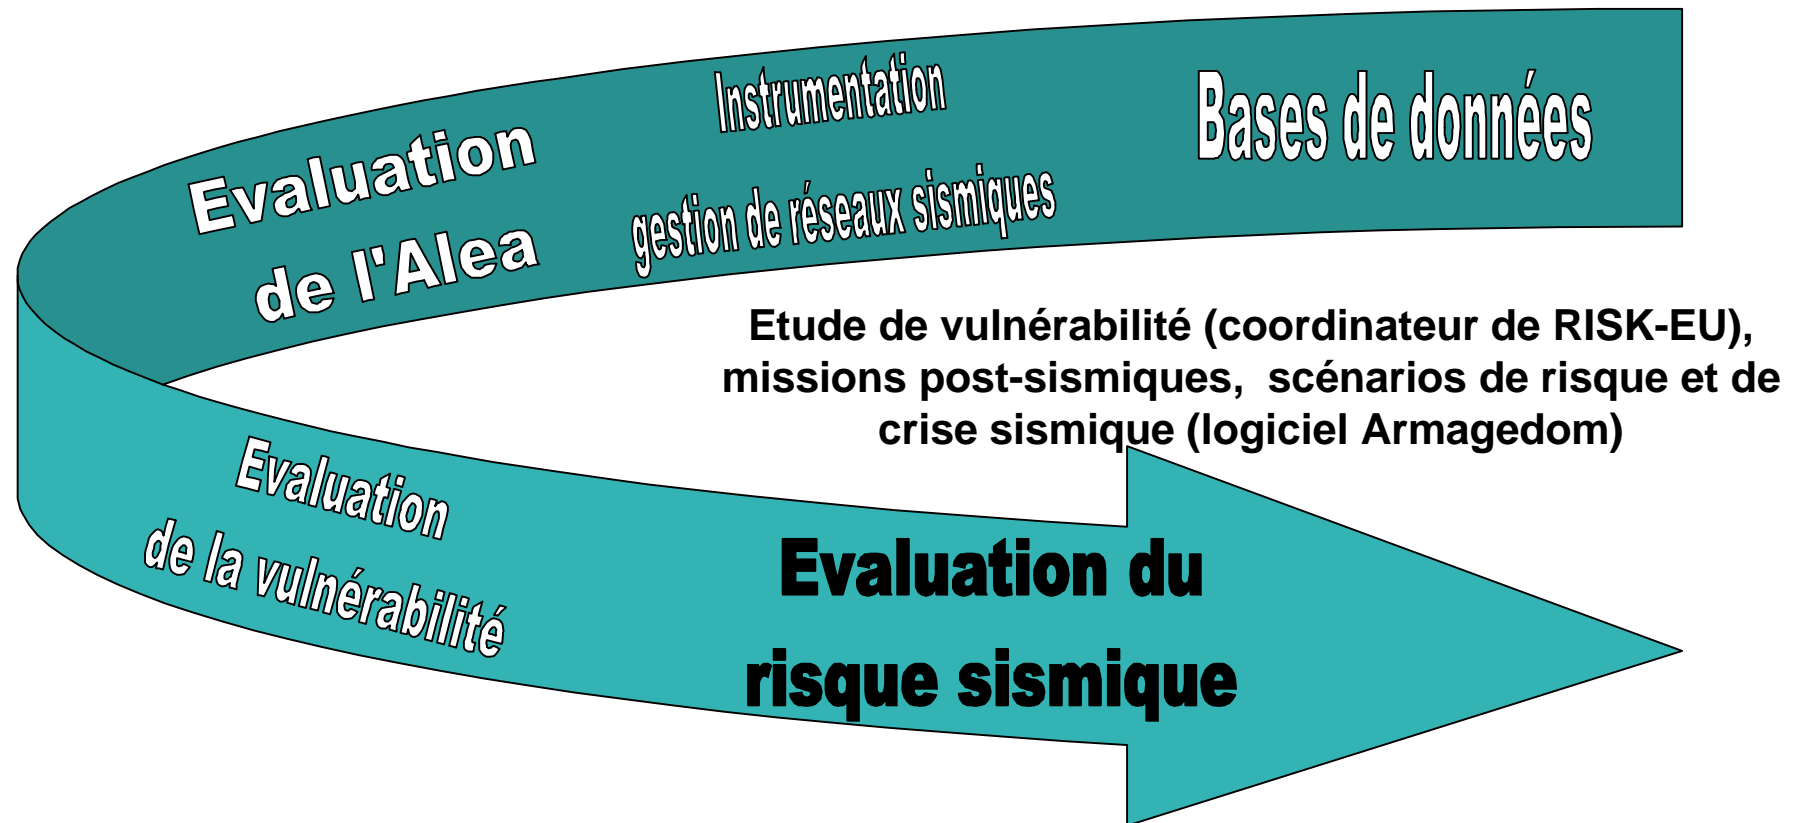 Instrumentation
gestion de réseaux sismiques
Bases de données
Evaluation
de l'Alea
Etude de vulnérabilité (coordinateur de RISK-EU),
missions post-sismiques, scénarios de risque et de
crise sismique (logiciel Armagedom)
Evaluation
de la vulnérabilité
Evaluation du
risque sismique